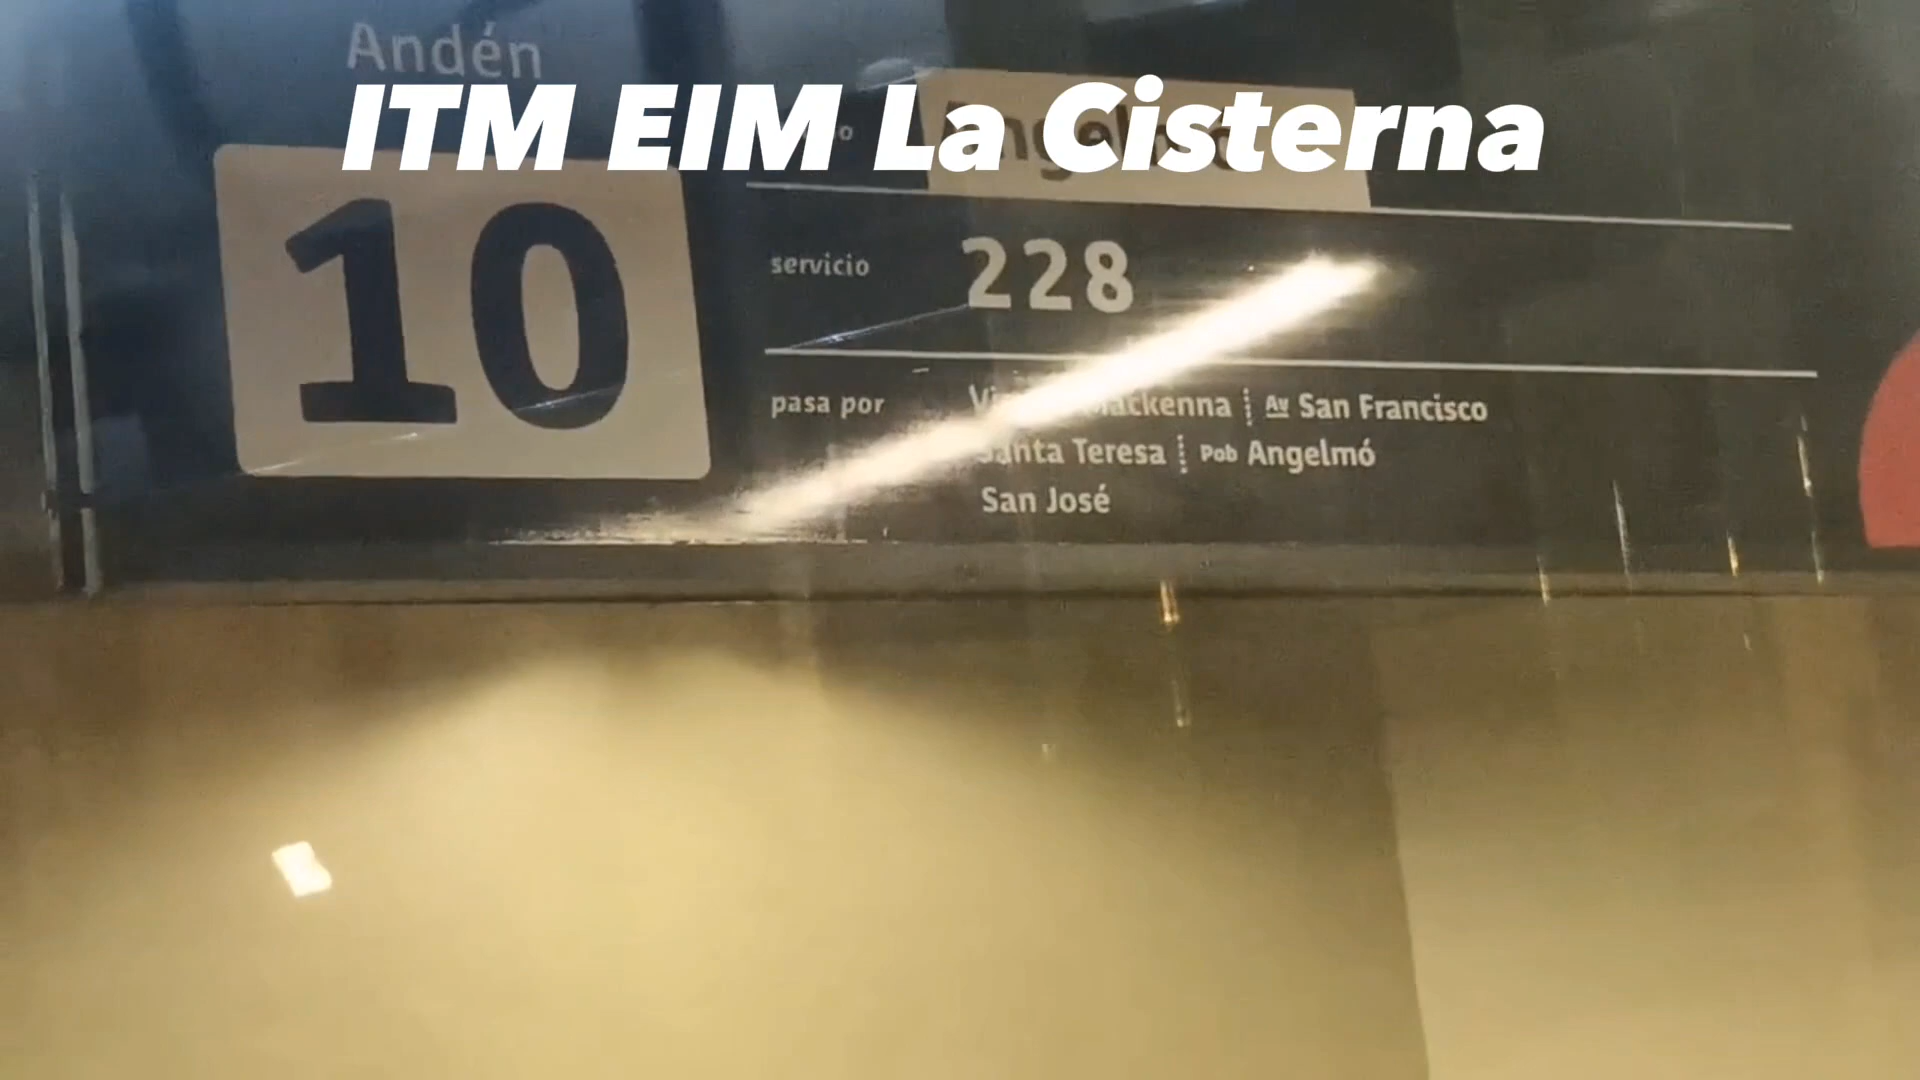 Andén
ITM EIM La Cisterna
10
servicio 228
pasa por Mackenna Av San Francisco
Santa Teresa Pob Angelmó
San José